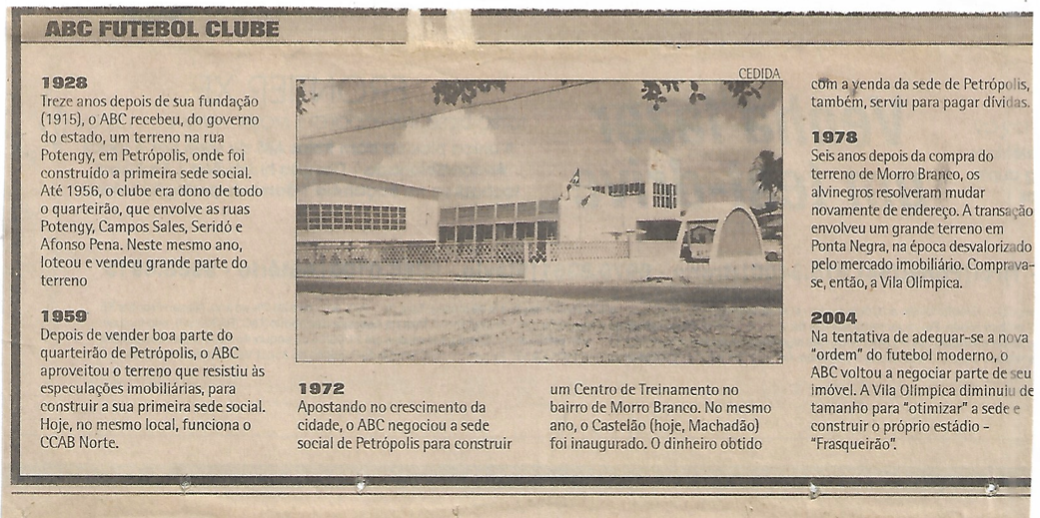 ABC FUTEBOL CLUBE
1928
Treze anos depois de sua fundação
(1915), o ABC recebeu, do governo
do estado, um terreno na rua
Potengy, em Petrópolis, onde foi
construído a primeira sede social.
Até 1956, o clube era dono de todo
o quarteirão, que envolve as ruas
Potengy, Campos Sales, Seridó e
Afonso Pena. Neste mesmo ano,
loteou e vendeu grande parte do
terreno
1959
Depois de vender boa parte do
quarteirão de Petrópolis, o ABC
aproveitou o terreno que resistiu às
especulações imobiliárias, para
construir a sua primeira sede social.
Hoje, no mesmo local, funciona o
CCAB Norte.
CEDIDA
1972
Apostando no crescimento da
cidade, o ABC negociou a sede
social de Petrópolis para construir
um Centro de Treinamento no
bairro de Morro Branco. No mesmo
ano, o Castelão (hoje, Machadão)
foi inaugurado. O dinheiro obtido
com a venda da sede de Petrópolis,
também, serviu para pagar dívidas.
1978
Seis anos depois da compra do
terreno de Morro Branco, os
alvinegros resolveram mudar
novamente de endereço. A transação
envolveu um grande terreno em
Ponta Negra, na época desvalorizado
pelo mercado imobiliário. Comprava-
se, então, a Vila Olímpica.
2004
Na tentativa de adequar-se a nova
"ordem" do futebol moderno, o
ABC voltou a negociar parte de seu
imóvel. A Vila Olímpica diminuiu de
tamanho para "otimizar" a sede e
construir o próprio estádio -
"Frasqueirão".